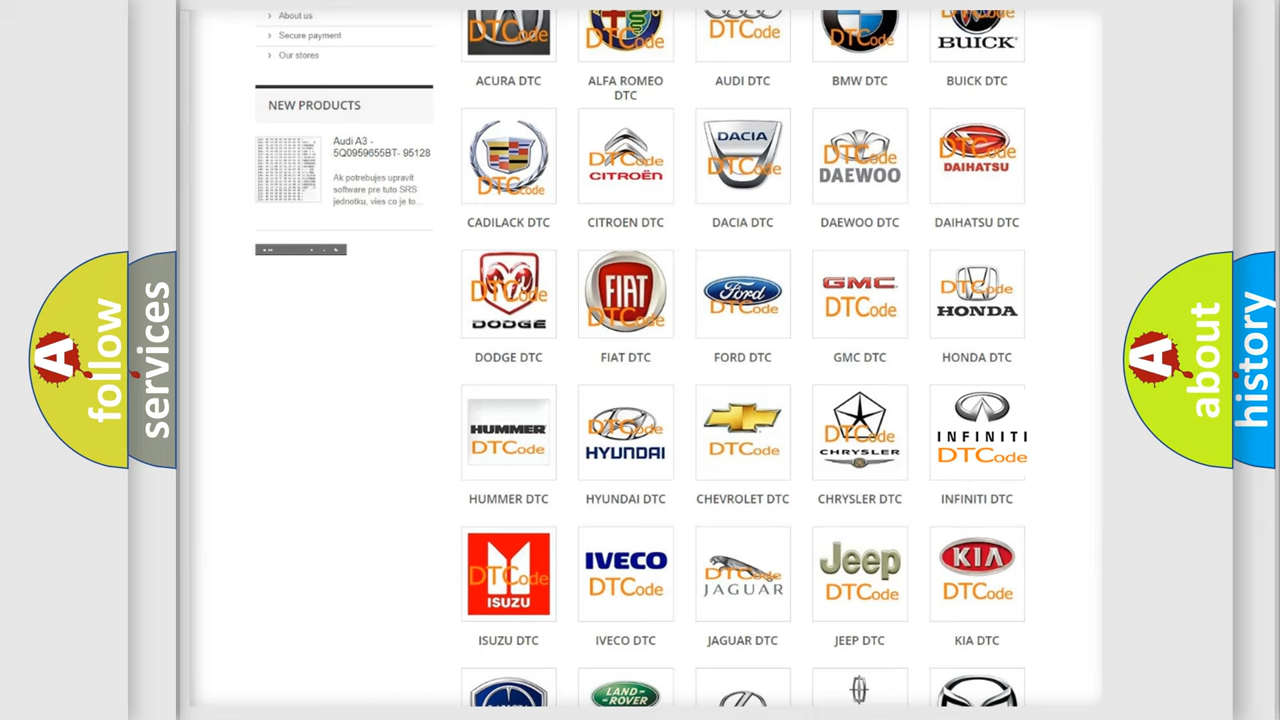 About us
Secure payment
Our stores
NEW PRODUCTS
Audi A3 -
5Q0959655BT- 95128
Ak potrebujes upravit
software pre tuto SRS
jednotku, vies co je to...
DTCode
DTCode
DTCode
DTCode
BUICK
ACURA DTC
ALFA ROMEO
DTC
AUDI DTC
BMW DTC
BUICK DTC
DTCode
DTCode
CITROËN
DACIA
DTCode
DTCode
DAEWOO
DTCode
DAIHATSU
CADILACK DTC
CITROEN DTC
DACIA DTC
DAEWOO DTC
DAIHATSU DTC
DTCode
DODGE
FIAT
DTCode
Ford
DTCode
GMC
DTCode
DTCode
HONDA
DODGE DTC
FIAT DTC
FORD DTC
GMC DTC
HONDA DTC
HUMMER
DTCode
DTCode
HYUNDAI
DTCode
DTCode
CHRYSLER
INFINITI
DTCode
HUMMER DTC
HYUNDAI DTC
CHEVROLET DTC
CHRYSLER DTC
INFINITI DTC
DTCode
ISUZU
IVECO
DTCode
DTCode
JAGUAR
Jeep
DTCode
KIA
DTCode
ISUZU DTC
IVECO DTC
JAGUAR DTC
JEEP DTC
KIA DTC
LAND-
ROVER
A
follow
services
A
about
history